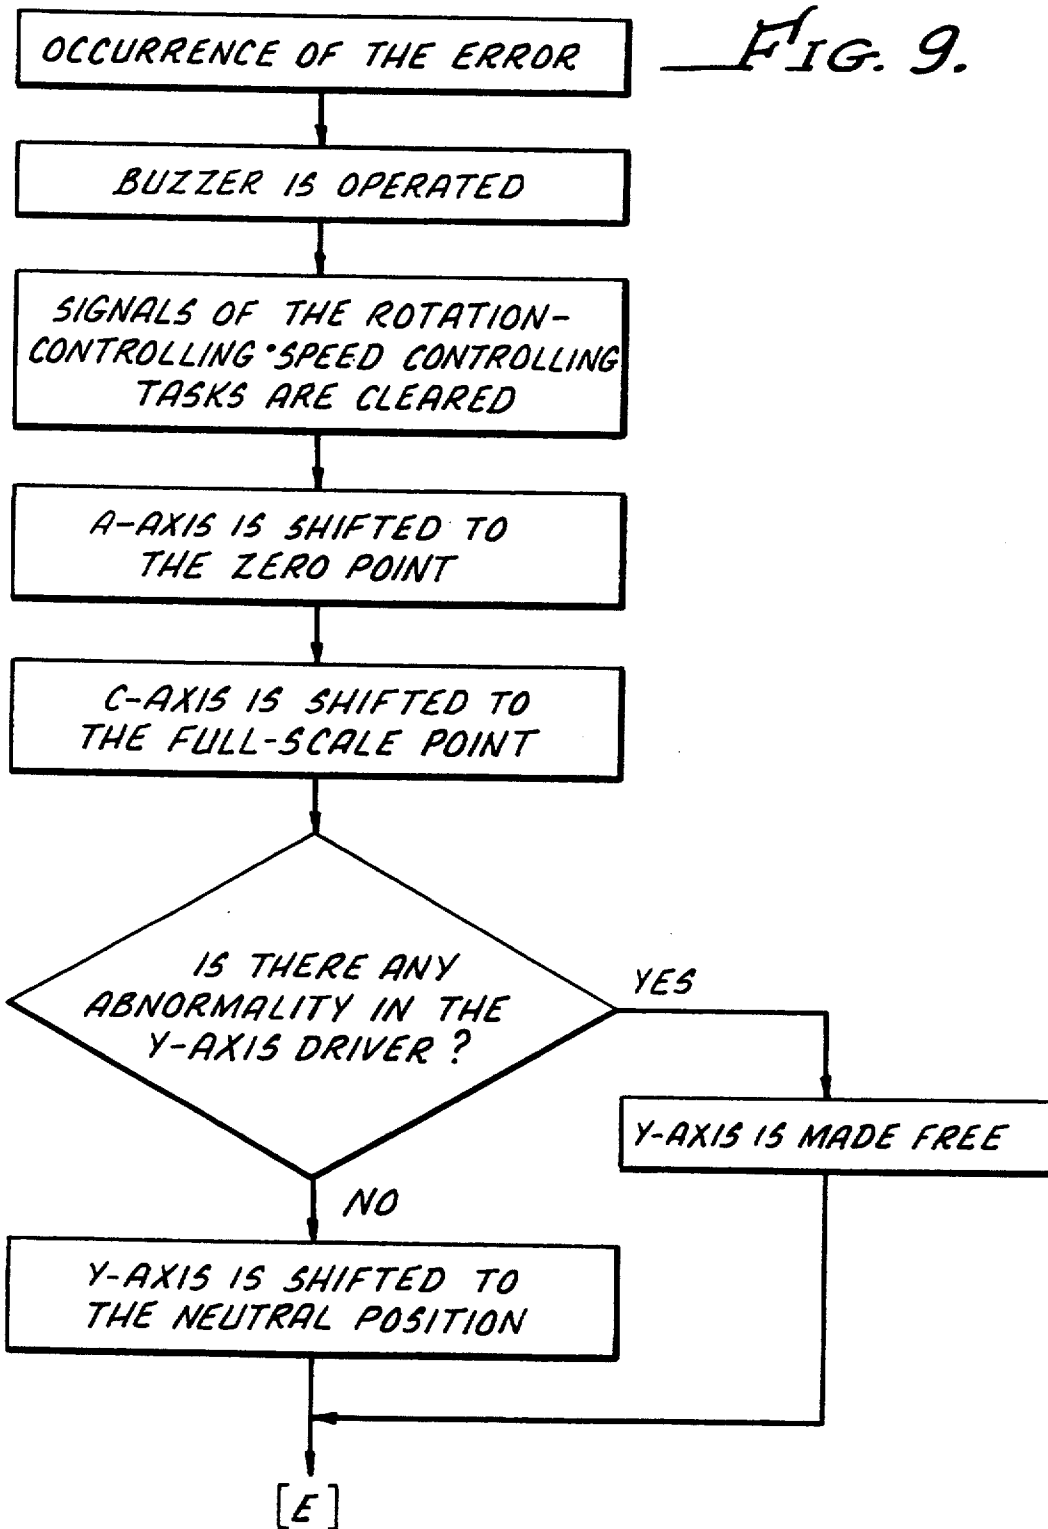 FIG. 9.
OCCURRENCE OF THE ERROR
BUZZER IS OPERATED
SIGNALS OF THE ROTATION-
CONTROLLING•SPEED CONTROLLING
TASKS ARE CLEARED
A-AXIS IS SHIFTED TO
THE ZERO POINT
C-AXIS IS SHIFTED TO
THE FULL-SCALE POINT
IS THERE ANY
ABNORMALITY IN THE
Y-AXIS DRIVER ?
YES
Y-AXIS IS MADE FREE
NO
Y-AXIS IS SHIFTED TO
THE NEUTRAL POSITION
[E]